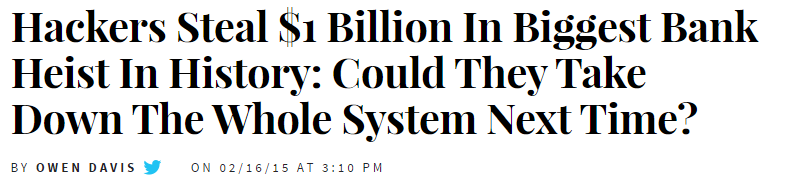 Hackers Steal $1 Billion In Biggest Bank
Heist In History: Could They Take
Down The Whole System Next Time?
BY OWEN DAVIS ON 02/16/15 AT 3:10 PM